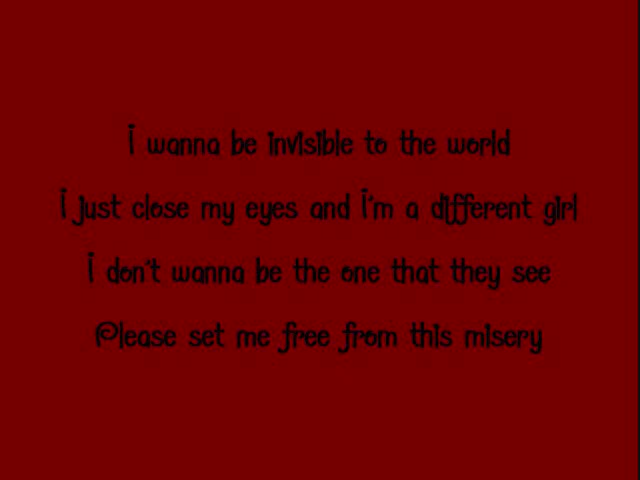 I wanna be invisible to the world
I just close my eyes and I'm a different girl
I don't wanna be the one that they see
Please set me free from this misery